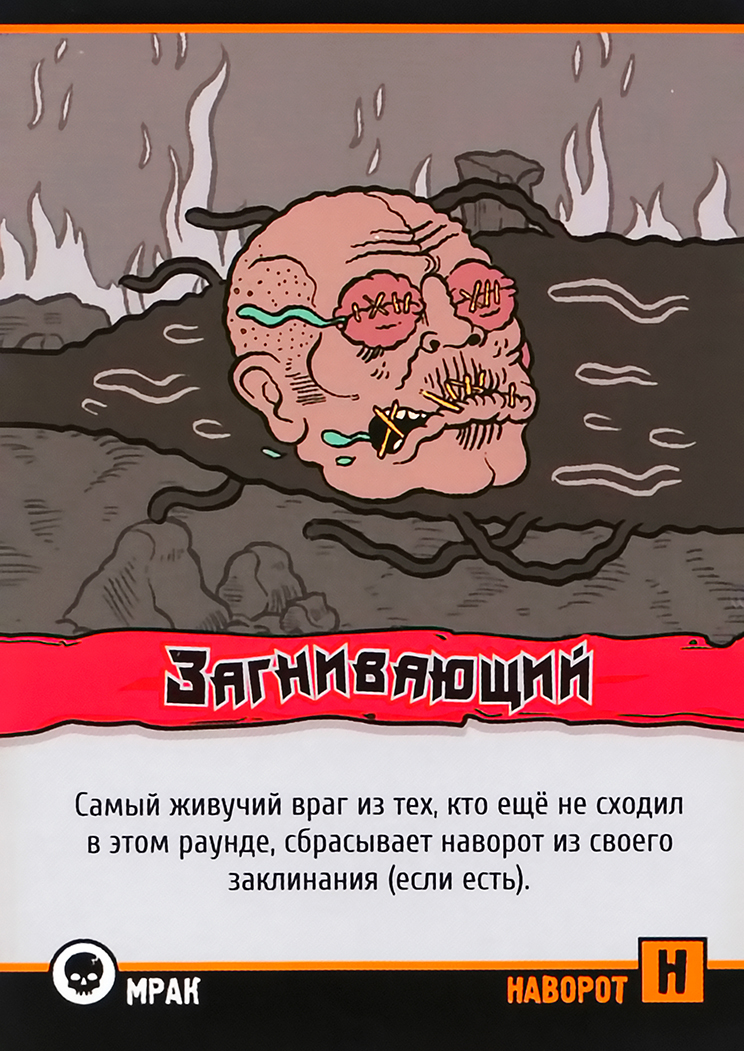 Загнивающий
Самый живучий враг из тех, кто ещё не сходил
в этом раунде, сбрасывает наворот из своего
заклинания (если есть).
МРАК
НАВОРОТ Н